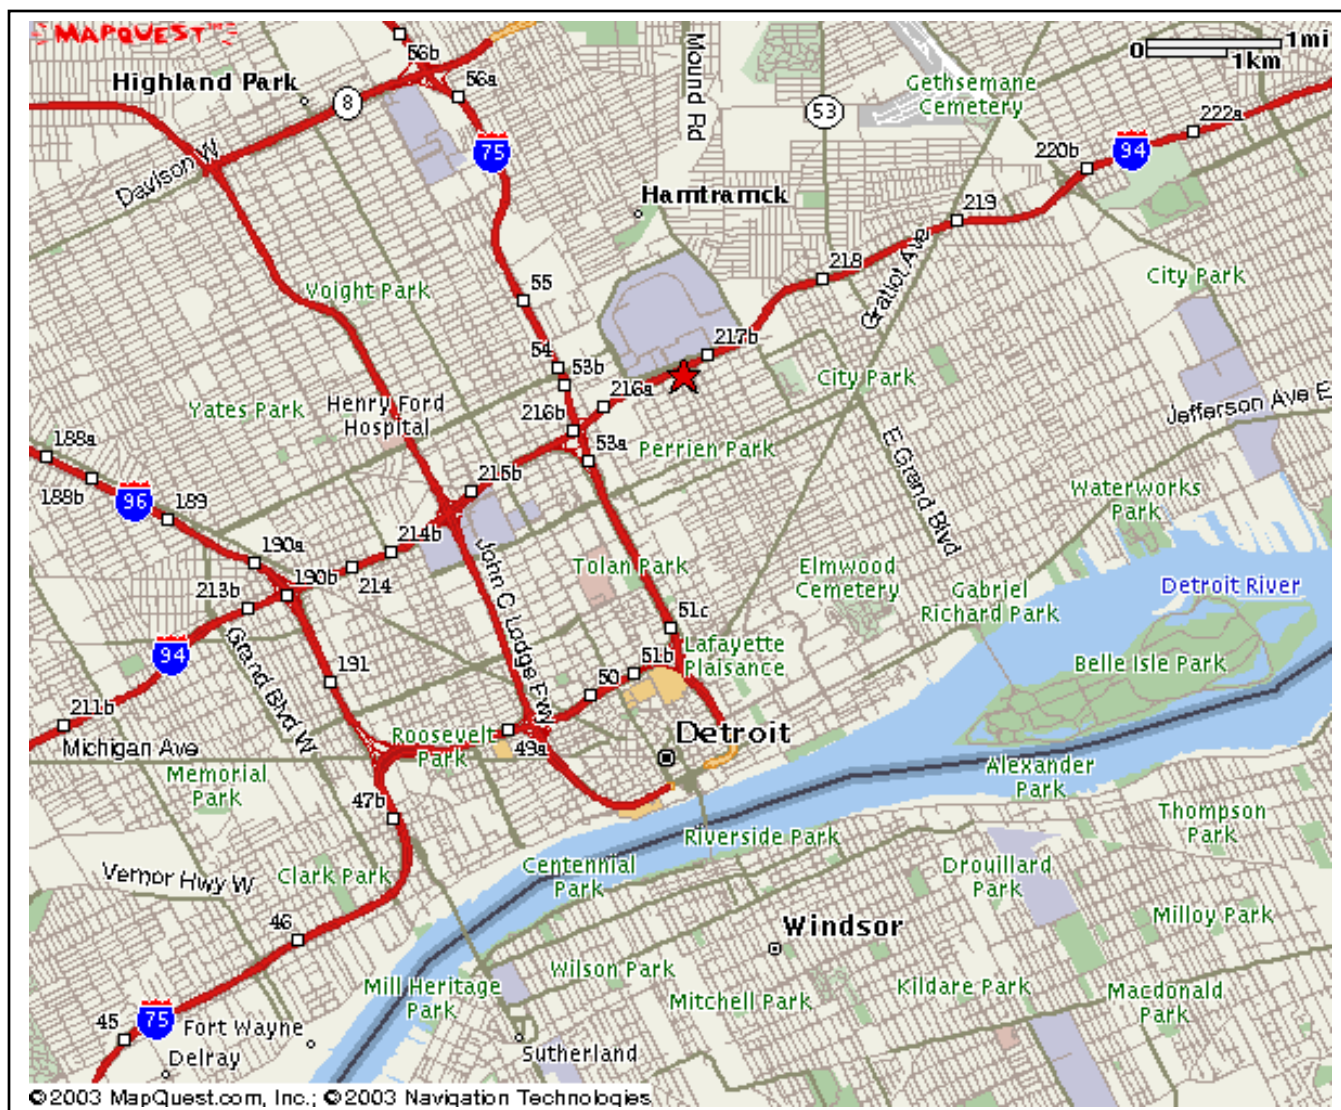 MAPQUEST
56b
0
1mi
1km
Highland Park
56a
Mound Rd
Gethsemane
Cemetery
8
53
222a
75
220b
94
Davison W
Hamtramck
219
218
Gratiot Ave
City Park
Voight Park
55
217b
54
53b
216a
City Park
Yates Park
Henry Ford
Hospital
216b
Jefferson Ave E
188a
53a
Perrien Park
E Grand Blvd
188b
96
189
215b
Waterworks
Park
190a
214b
John C Lodge Fwy
213b
190b
214
Tolan Park
Elmwood
Cemetery
Gabriel
Richard Park
Detroit River
51c
94
Grand Blvd W
191
Lafayette
Plaisance
51b
50
Belle Isle Park
211b
Michigan Ave
Roosevelt
Park
49a
Detroit
Memorial
Park
Alexander
Park
47b
Riverside Park
Thompson
Park
Vernor Hwy W
Clark Park
Centennial
Park
Drouillard
Park
46
Windsor
Milloy Park
Wilson Park
Mill Heritage
Park
Mitchell Park
Kildare Park
Macdonald
Park
45
75
Fort Wayne
Delray
Sutherland
©2003 MapQuest.com, Inc.; ©2003 Navigation Technologies